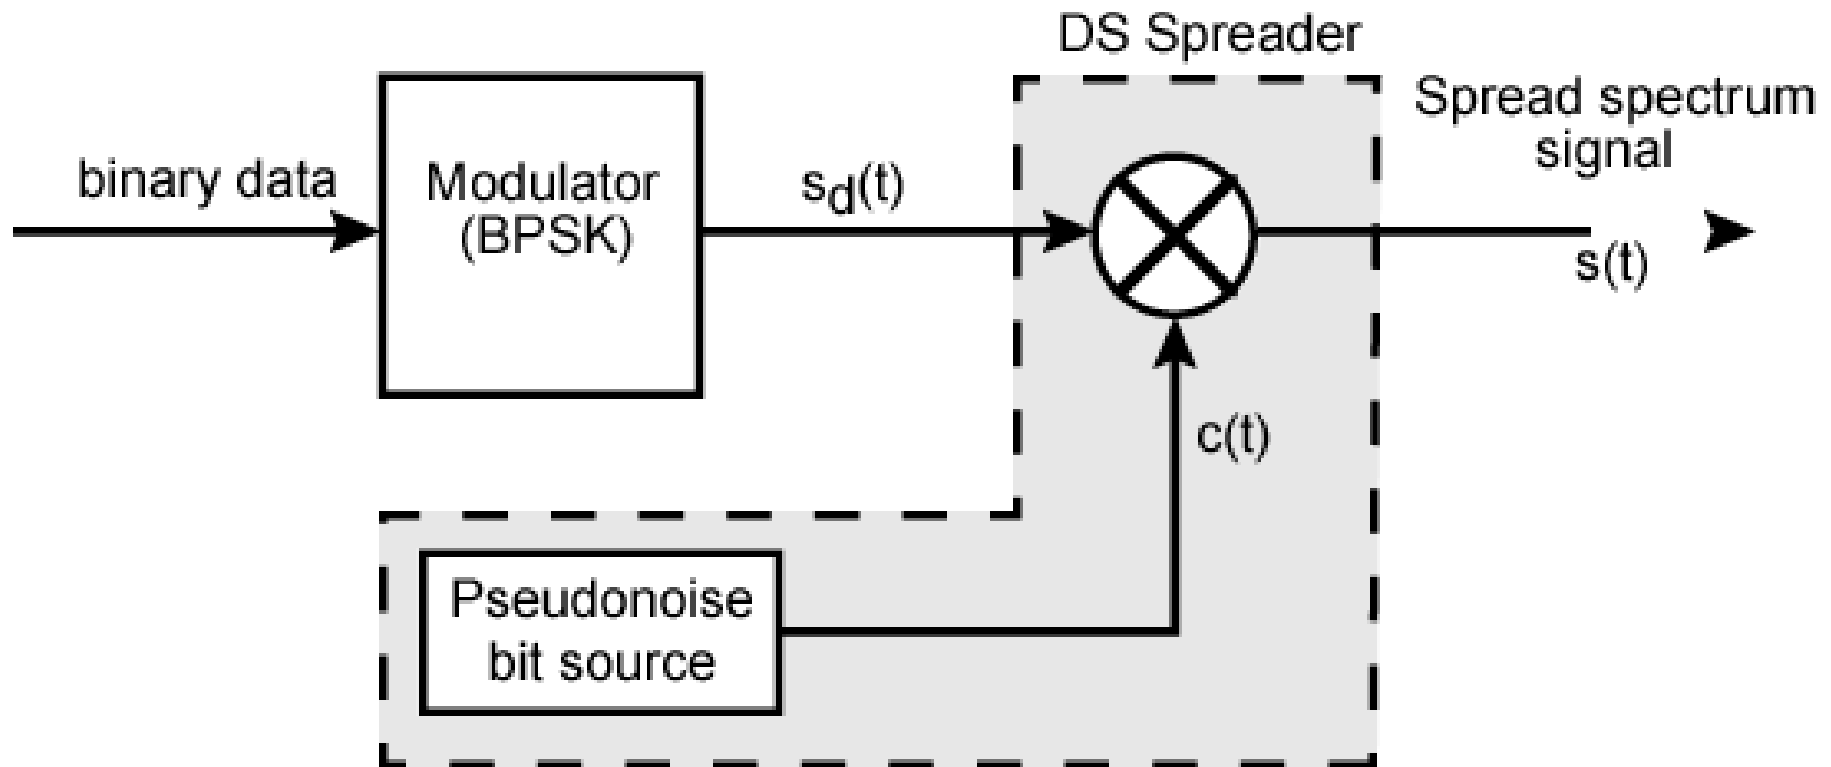 DS Spreader
Spread spectrum
signal
binary data
Modulator
(BPSK)
sd(t)
s(t)
c(t)
Pseudonoise
bit source